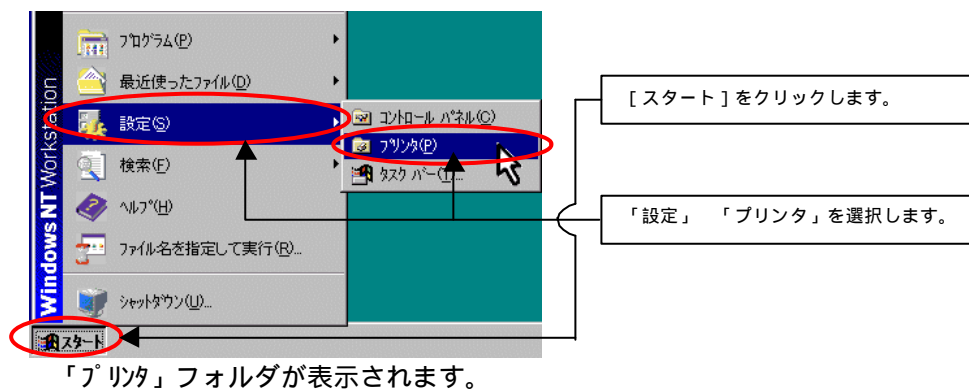 Windows NT Workstation
プログラム(P)
最近使ったファイル(D)
設定(S)
検索(F)
ヘルプ(H)
ファイル名を指定して実行(R)...
シャットダウン(U)...
スタート
コントロール パネル(C)
プリンタ(P)
タスク バー(T)...
[スタート]をクリックします。
「設定」　「プリンタ」を選択します。
「プリンタ」フォルダが表示されます。